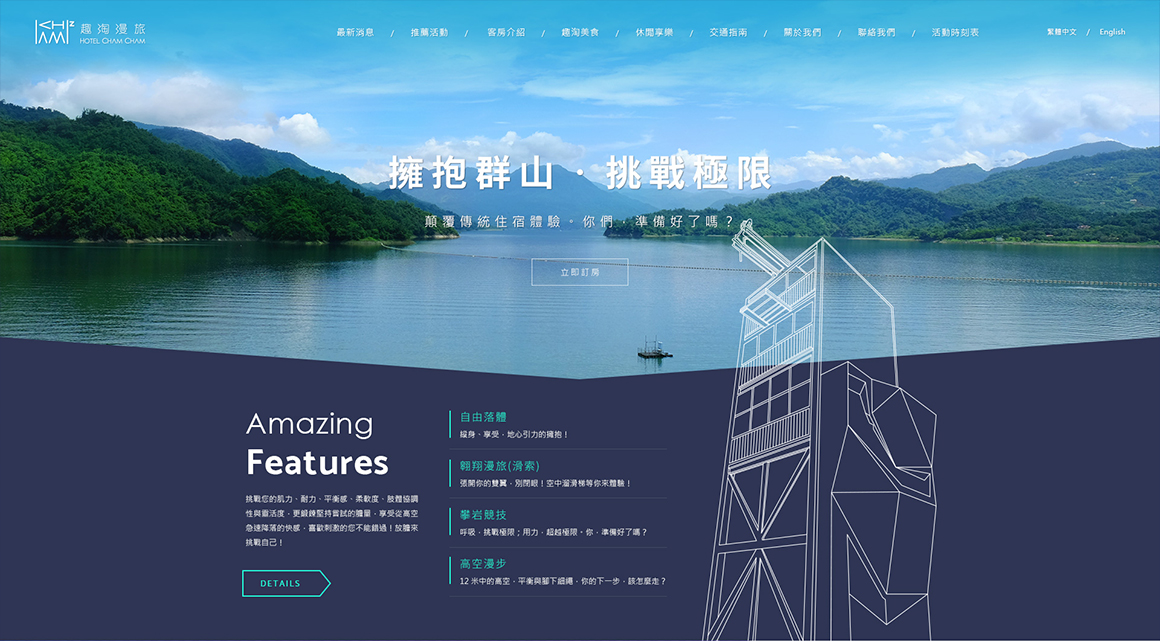 趣淘漫旅
HOTEL CHAM CHAM
最新消息 / 推薦活動 / 客房介紹 / 趣淘美食 / 休閒享樂 / 交通指南 / 關於我們 / 聯絡我們 / 活動時刻表
繁體中文 / English
擁抱群山．挑戰極限
顛覆傳統住宿體驗。你們，準備好了嗎？
立即訂房
Amazing
Features
挑戰您的肌力、耐力、平衡感、柔軟度、肢體協調
性與靈活度，更鍛鍊堅持嘗試的膽量，享受從高空
急速降落的快感，喜歡刺激的您不能錯過！放膽來
挑戰自己！
DETAILS
自由落體
縱身、享受，地心引力的擁抱！
翱翔漫旅(滑索)
張開你的雙翼，別閉眼！空中溜滑梯等你來體驗！
攀岩競技
呼吸，挑戰極限；用力，超越極限。你，準備好了嗎？
高空漫步
12 米中的高空，平衡與腳下細繩，你的下一步，該怎麼走？